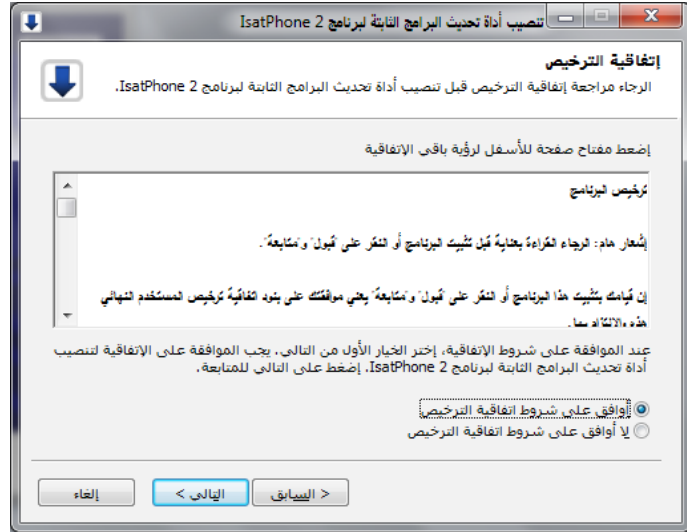 تنصيب أداة تحديث البرامج الثابتة لبرنامج IsatPhone 2
إتفاقية الترخيص
الرجاء مراجعة إتفاقية الترخيص قبل تنصيب أداة تحديث البرامج الثابتة لبرنامج IsatPhone 2.
إضغط مفتاح صفحة للأسفل لرؤية باقي الإتفاقية
ترخيص البرنامج
إشعار هام: الرجاء القراءة بعناية قبل تثبيت البرنامج أو النقر على "قبول" و"متابعة".
إن قيامك بتثبيت هذا البرنامج أو النقر على "قبول" و"متابعة" يعني موافقتك على بنود اتفاقية ترخيص المستخدم النهائي
هذه والالتزام بها.
عند الموافقة على شروط الإتفاقية، إختر الخيار الأول من التالي. يجب الموافقة على الإتفاقية لتنصيب
أداة تحديث البرامج الثابتة لبرنامج IsatPhone 2. إضغط على التالي للمتابعة.
أوافق على شروط اتفاقية الترخيص
لا أوافق على شروط اتفاقية الترخيص
< السابق
التالي >
إلغاء